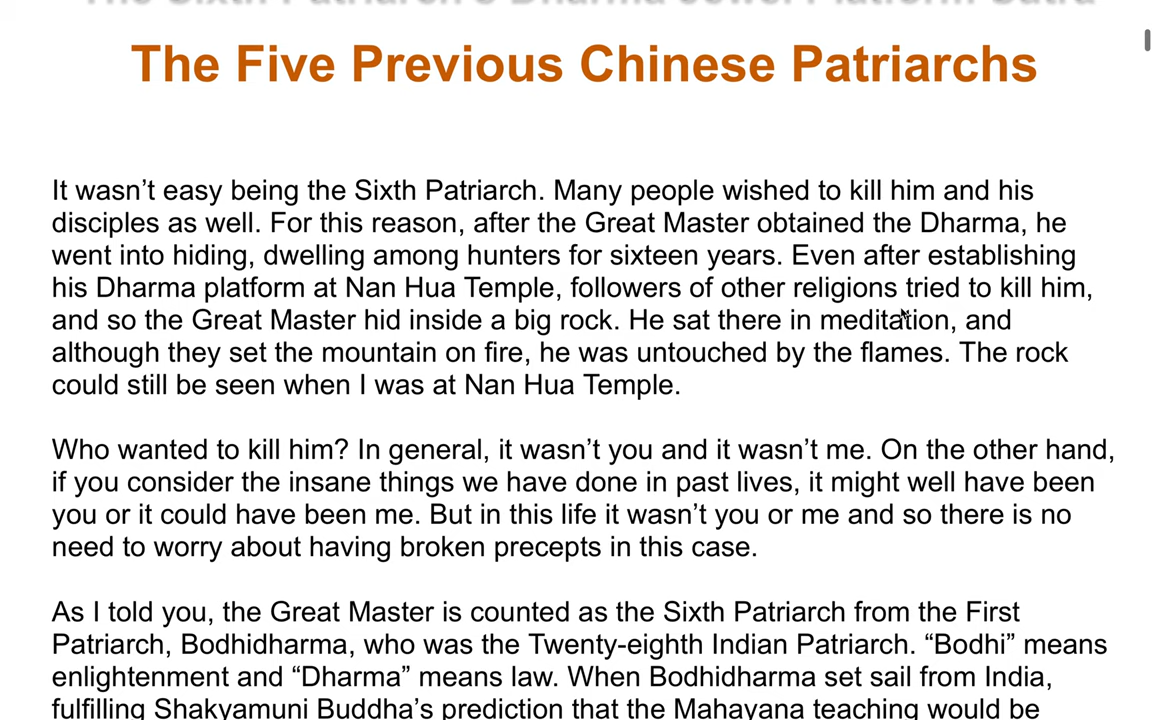 The Sixth Patriarch's Dharma Jewel Platform Sutra
The Five Previous Chinese Patriarchs
It wasn’t easy being the Sixth Patriarch. Many people wished to kill him and his
disciples as well. For this reason, after the Great Master obtained the Dharma, he
went into hiding, dwelling among hunters for sixteen years. Even after establishing
his Dharma platform at Nan Hua Temple, followers of other religions tried to kill him,
and so the Great Master hid inside a big rock. He sat there in meditation, and
although they set the mountain on fire, he was untouched by the flames. The rock
could still be seen when I was at Nan Hua Temple.
Who wanted to kill him? In general, it wasn’t you and it wasn’t me. On the other hand,
if you consider the insane things we have done in past lives, it might well have been
you or it could have been me. But in this life it wasn’t you or me and so there is no
need to worry about having broken precepts in this case.
As I told you, the Great Master is counted as the Sixth Patriarch from the First
Patriarch, Bodhidharma, who was the Twenty-eighth Indian Patriarch. “Bodhi” means
enlightenment and “Dharma” means law. When Bodhidharma set sail from India,
fulfilling Shakyamuni Buddha’s prediction that the Mahayana teaching would be